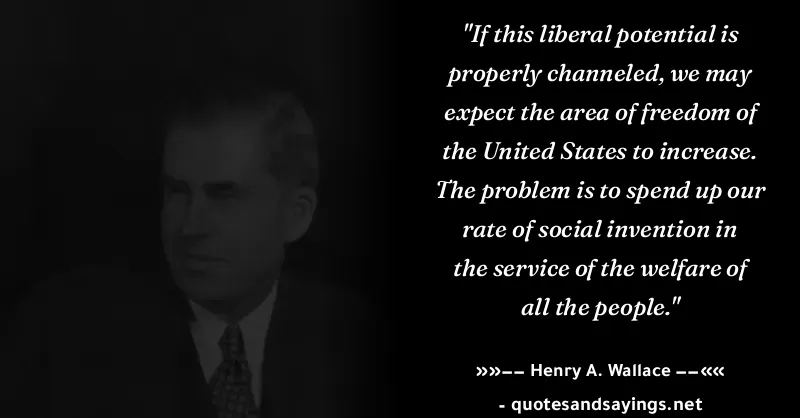 "If this liberal potential is
properly channeled, we may
expect the area of freedom of
the United States to increase.
The problem is to spend up our
rate of social invention in
the service of the welfare of
all the people."
»»–– Henry A. Wallace ––««
- quotesandsayings.net